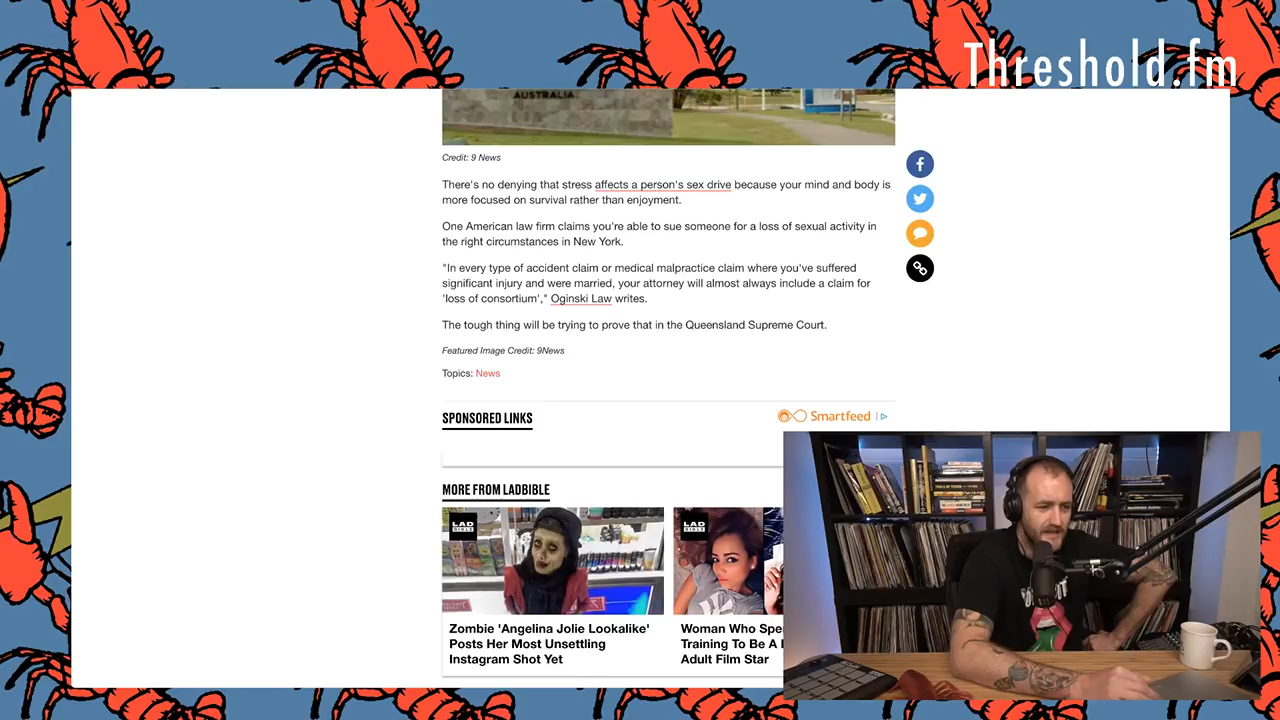 Threshold.fm
AUSTRALIA
Credit: 9 News
There's no denying that stress affects a person's sex drive because your mind and body is
more focused on survival rather than enjoyment.
One American law firm claims you're able to sue someone for a loss of sexual activity in
the right circumstances in New York.
"In every type of accident claim or medical malpractice claim where you've suffered
significant injury and were married, your attorney will almost always include a claim for
'loss of consortium'," Oginski Law writes.
The tough thing will be trying to prove that in the Queensland Supreme Court.
Featured Image Credit: 9News
Topics: News
SPONSORED LINKS
Smartfeed
MORE FROM LADBIBLE
LAD
BIBLE
LAD
BIBLE
Zombie 'Angelina Jolie Lookalike'
Posts Her Most Unsettling
Instagram Shot Yet
Woman Who Spe
Training To Be A
Adult Film Star